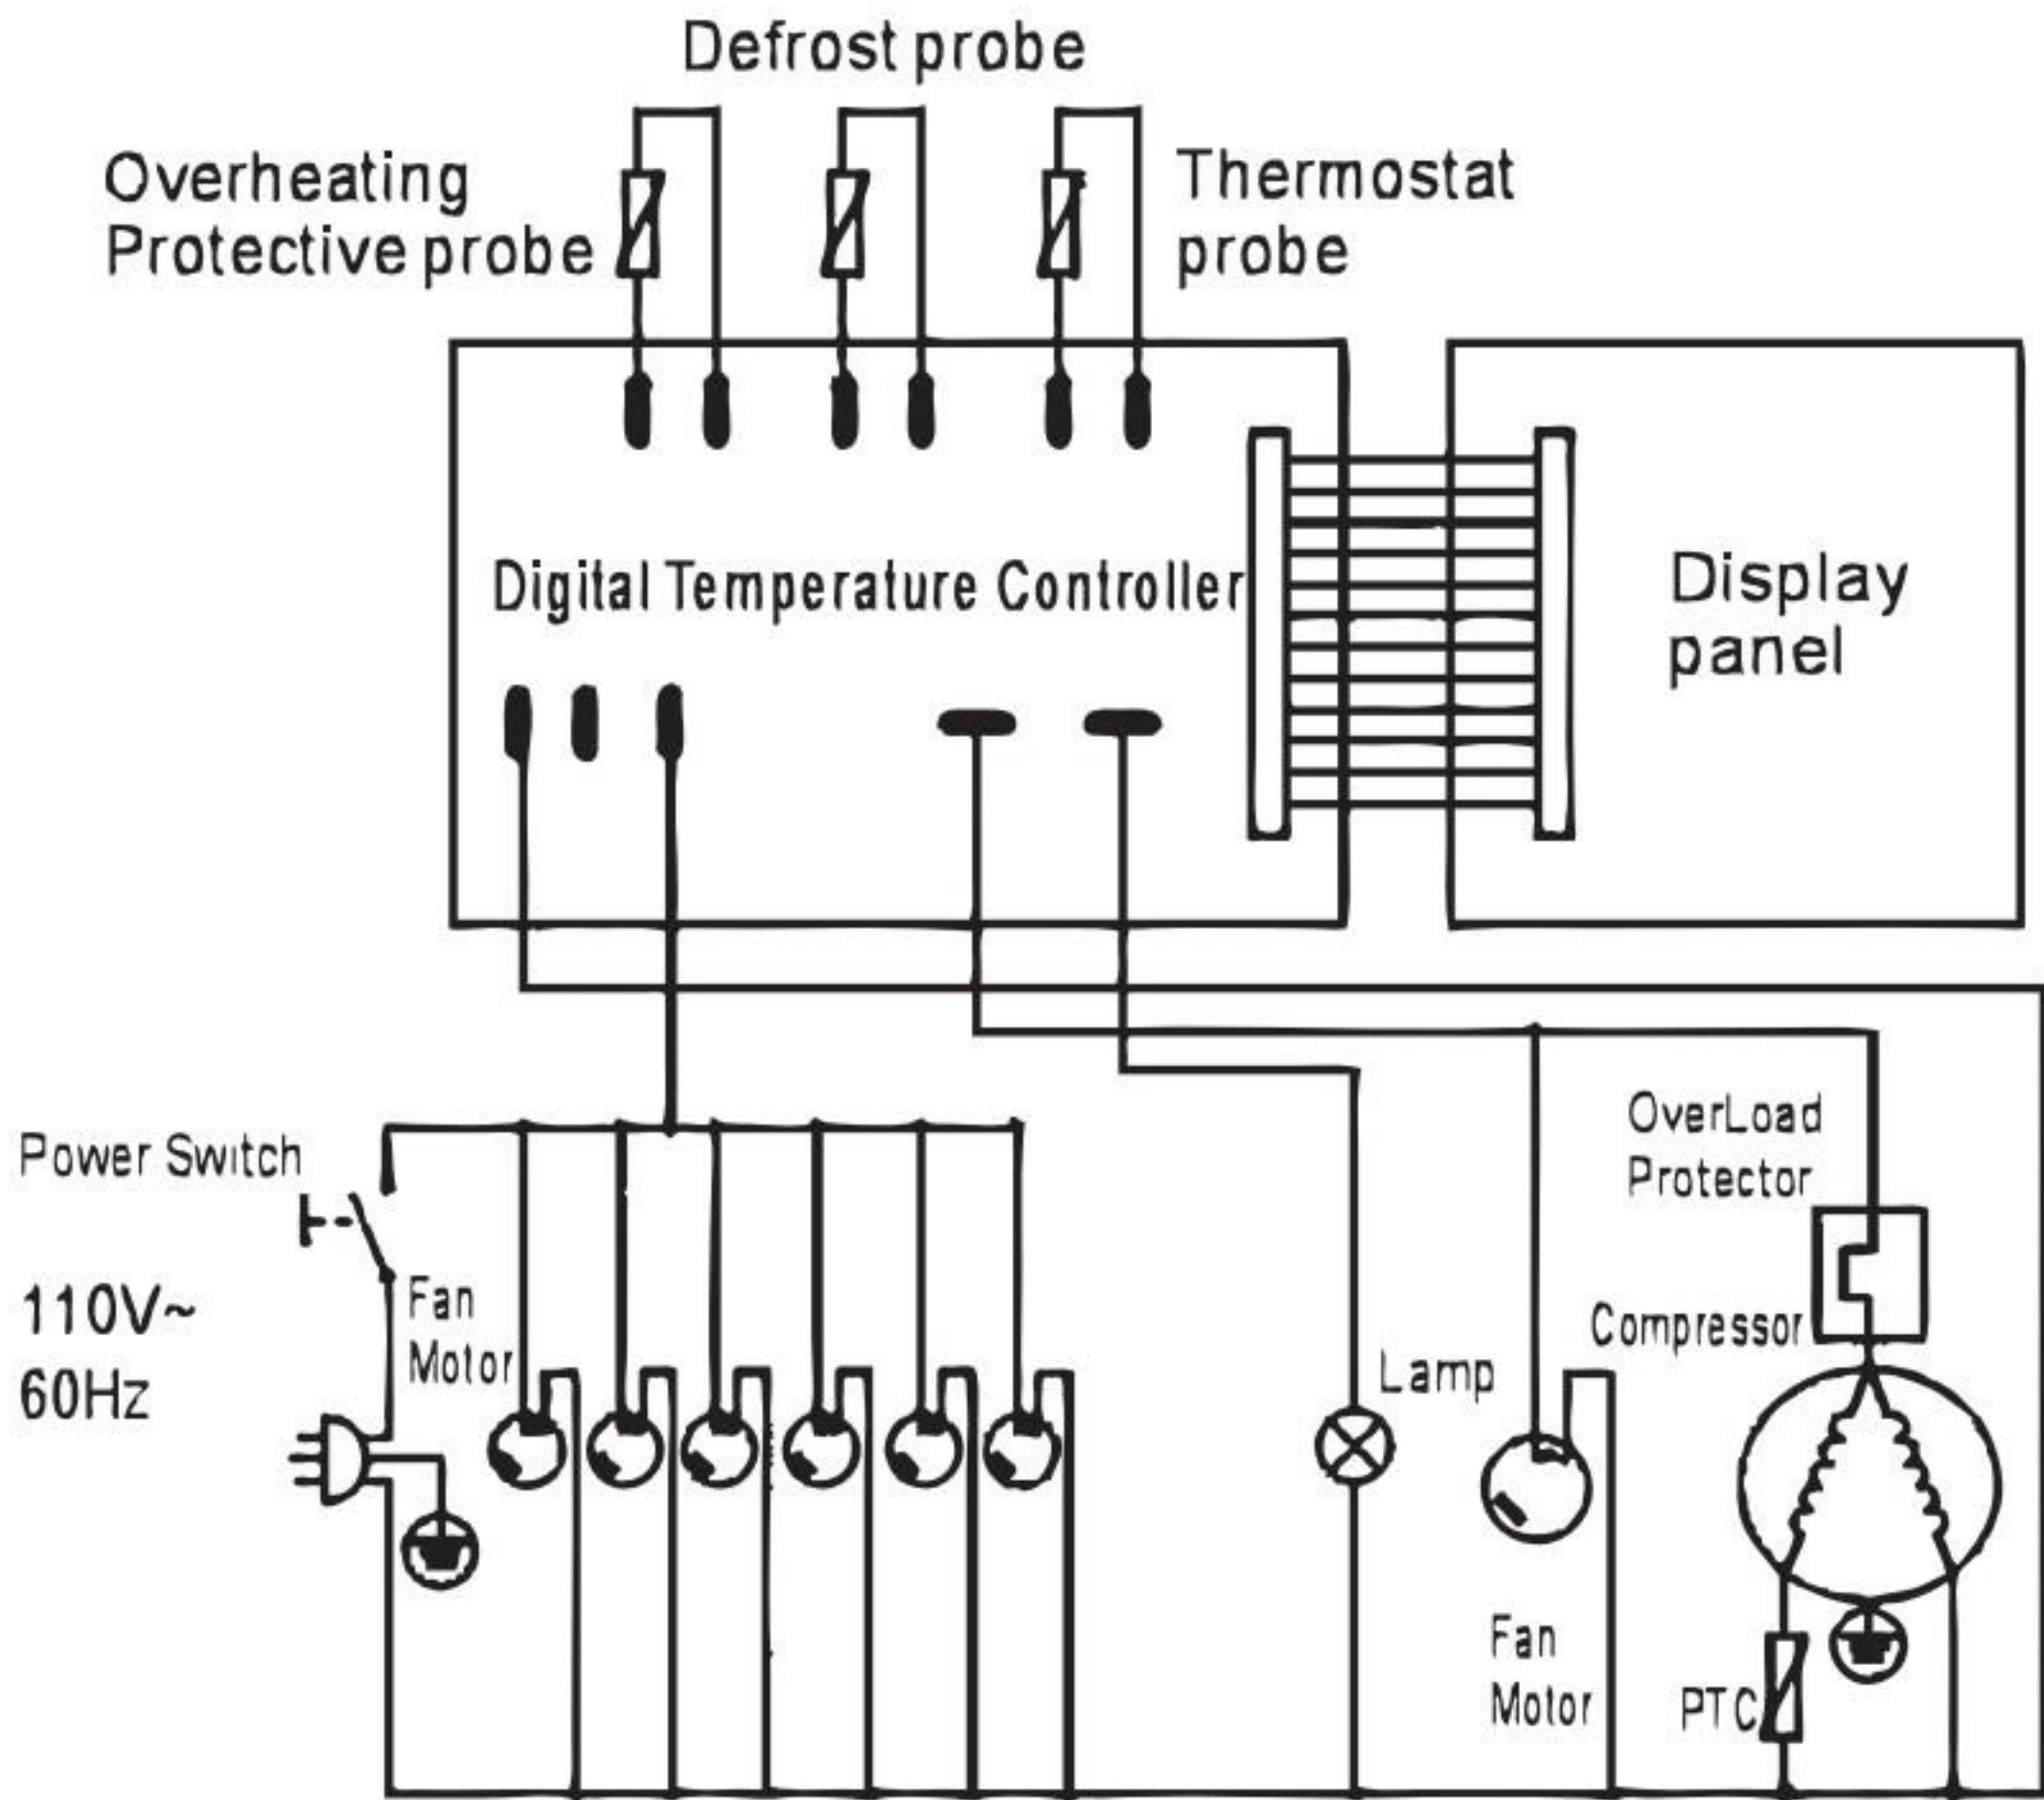 Defrost probe
Overheating
Protective probe
Thermostat
probe
Digital Temperature Controller
Display
panel
Power Switch
110V~
60Hz
Fan
Motor
OverLoad
Protector
Compressor
Lamp
Fan
Motor
PTC